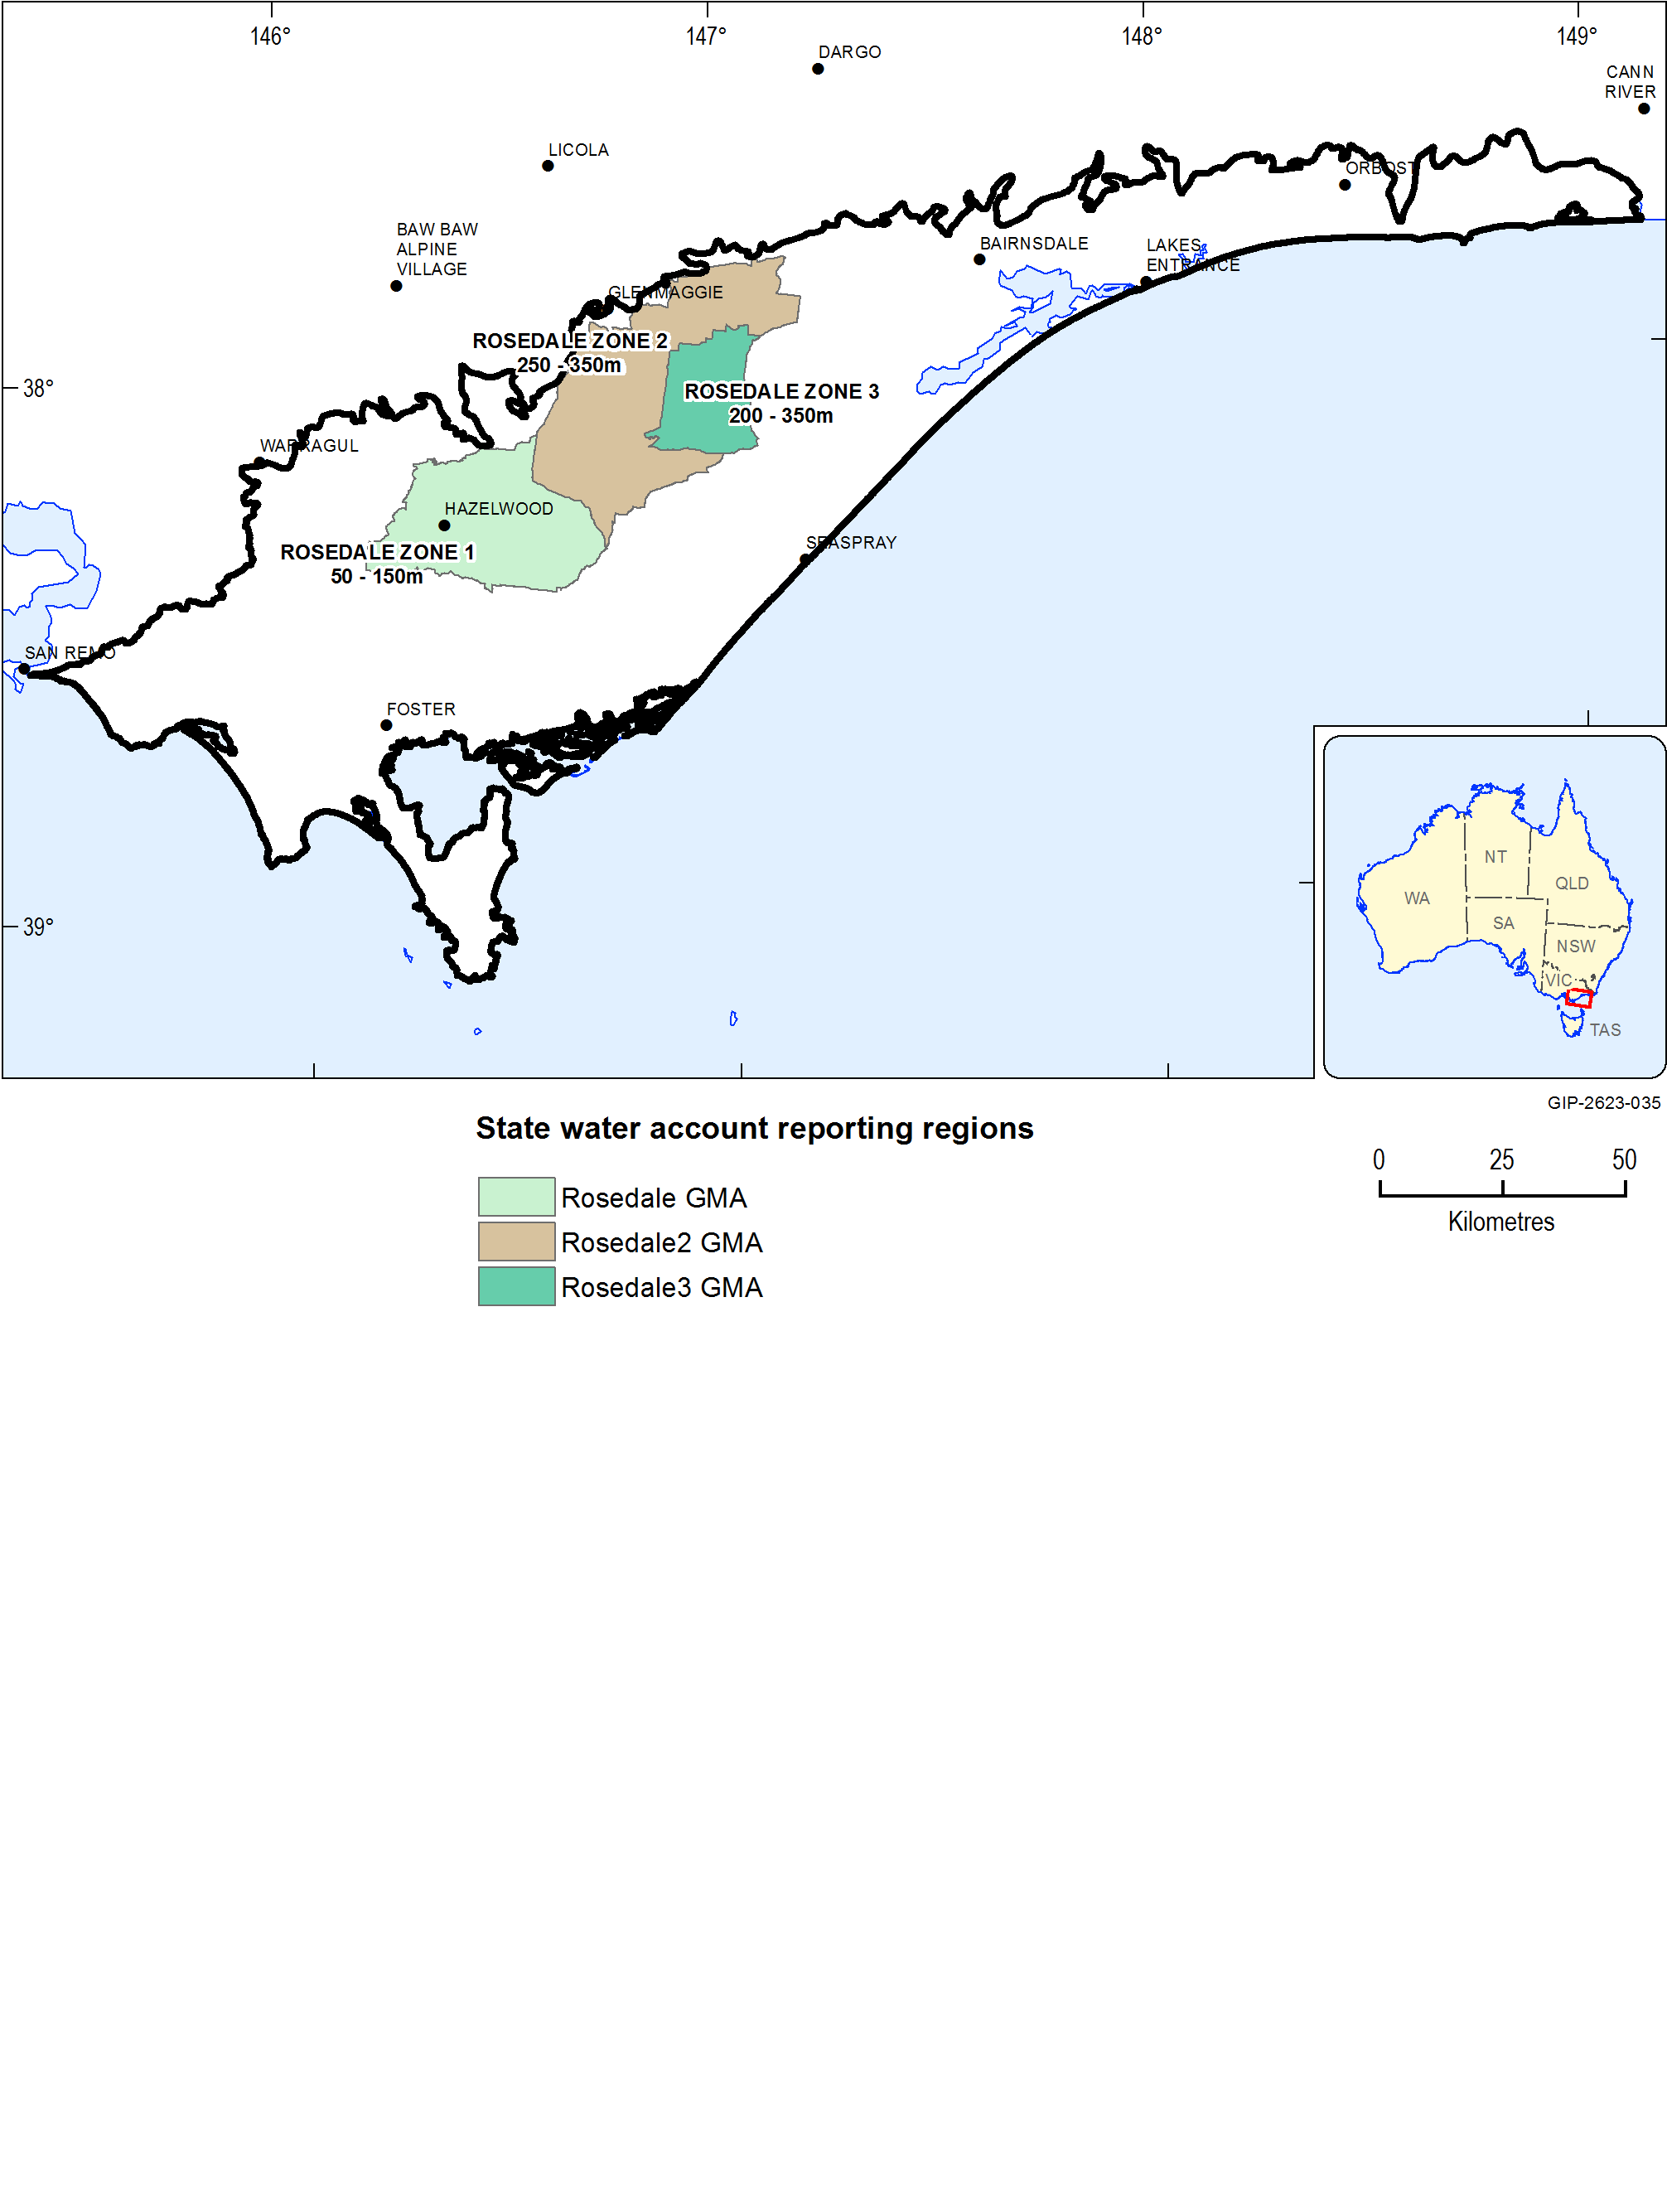 146°
147°
148°
149°
DARGO
CANN
RIVER
LICOLA
ORBOST
BAW BAW
ALPINE
VILLAGE
BAIRNSDALE
LAKES
ENTRANCE
GLENMAGGIE
ROSEDALE ZONE 2
250 - 350m
38°
ROSEDALE ZONE 3
200 - 350m
WARRAGUL
HAZELWOOD
SEASPRAY
ROSEDALE ZONE 1
50 - 150m
SAN REMO
FOSTER
39°
NT
QLD
WA
SA
NSW
VIC
TAS
GIP-2623-035
State water account reporting regions
Rosedale GMA
Rosedale2 GMA
Rosedale3 GMA
0 25 50
Kilometres